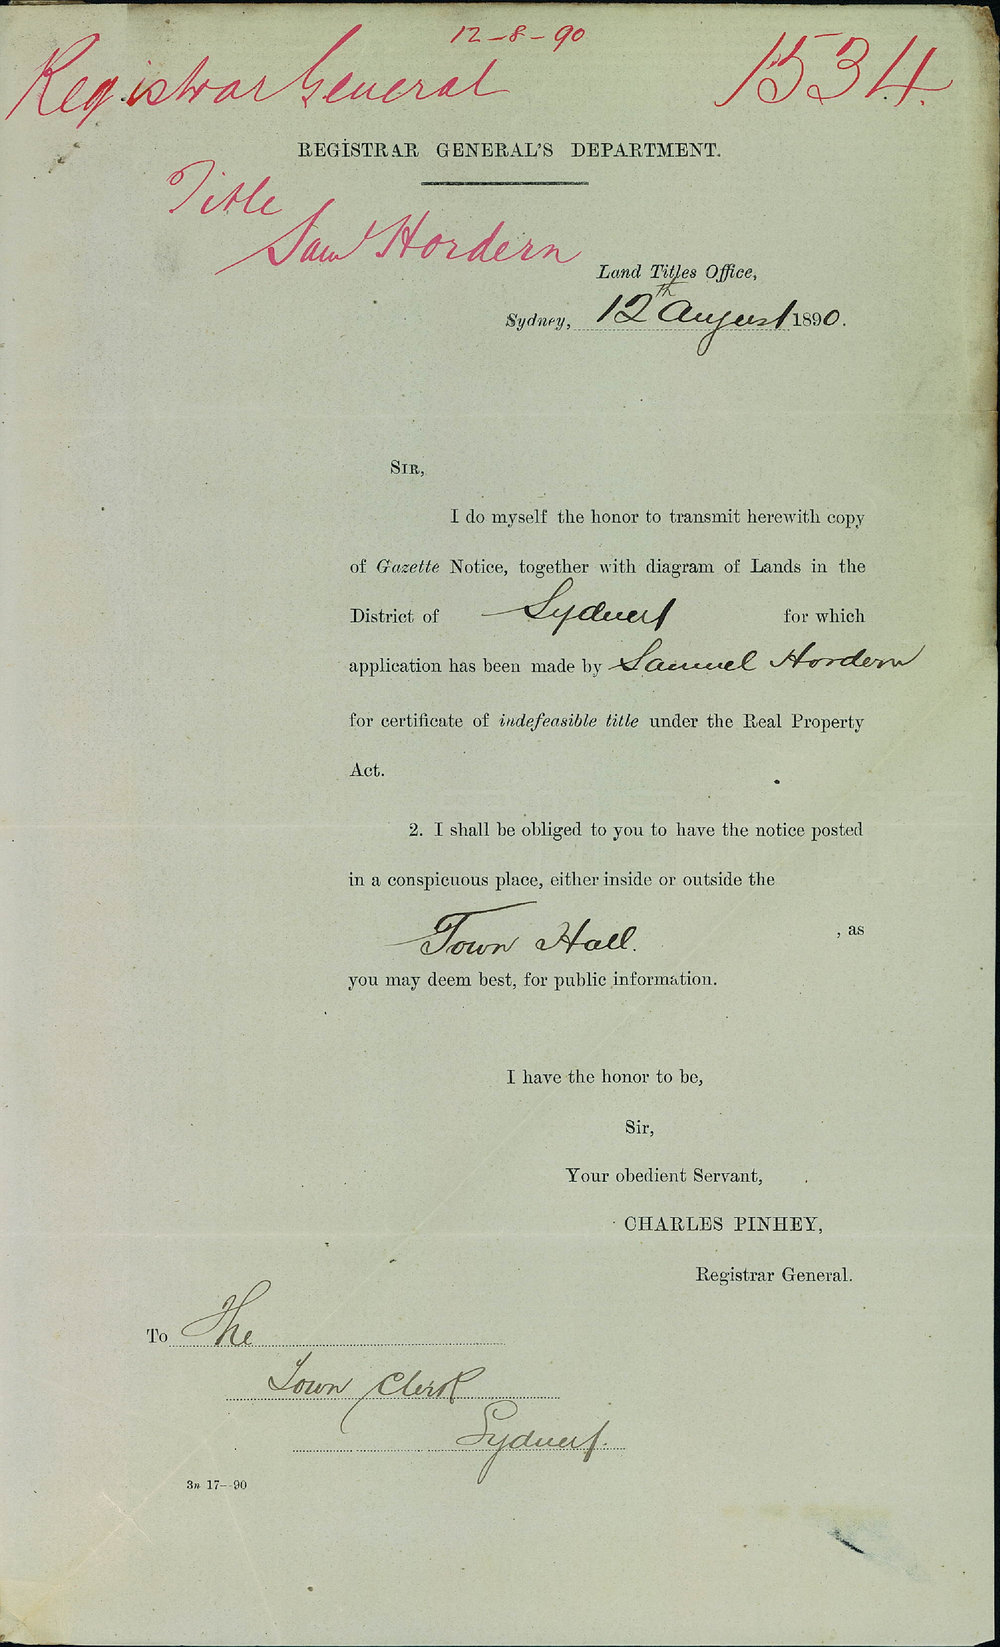 12-8-90
Registrar General
1534.
REGISTRAR GENERAL'S DEPARTMENT.
Title
Saml Hordern
Land Titles Office,
Sydney, 12th August 1890.
SIR,
I do myself the honor to transmit herewith copy
of Gazette Notice, together with diagram of Lands in the
District of Sydney for which
application has been made by Samuel Hordern
for certificate of indefeasible title under the Real Property
Act.
2. I shall be obliged to you to have the notice posted
in a conspicuous place, either inside or outside the
Town Hall. , as
you may deem best, for public information.
I have the honor to be,
Sir,
Your obedient Servant,
CHARLES PINHEY,
Registrar General.
To The
Town Clerk
Sydney.
3n 17--90